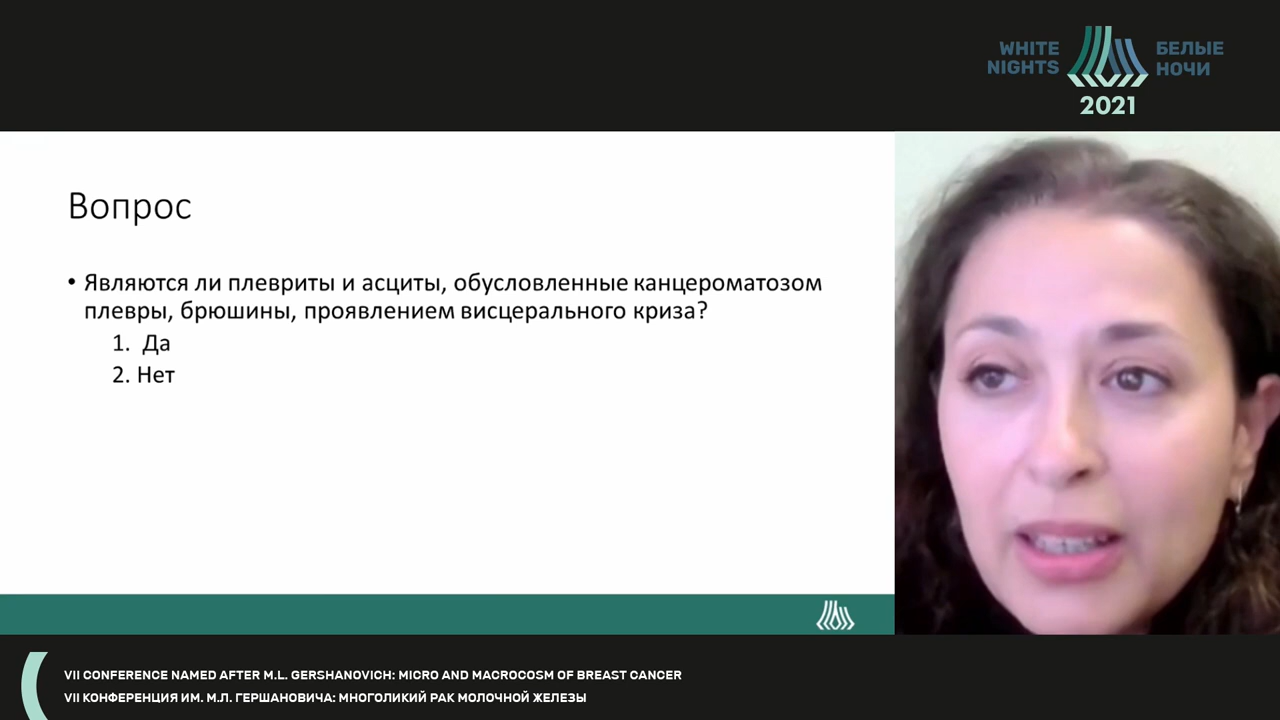 WHITE
NIGHTS
БЕЛЫЕ
НОЧИ
2021
Вопрос
• Являются ли плевриты и асциты, обусловленные канцероматозом
плевры, брюшины, проявлением висцерального криза?
1. Да
2. Нет
VII CONFERENCE NAMED AFTER M.L. GERSHANOVICH: MICRO AND MACROCOSM OF BREAST CANCER
VII КОНФЕРЕНЦИЯ ИМ. М.Л. ГЕРШАНОВИЧА: МНОГОЛИКИЙ РАК МОЛОЧНОЙ ЖЕЛЕЗЫ